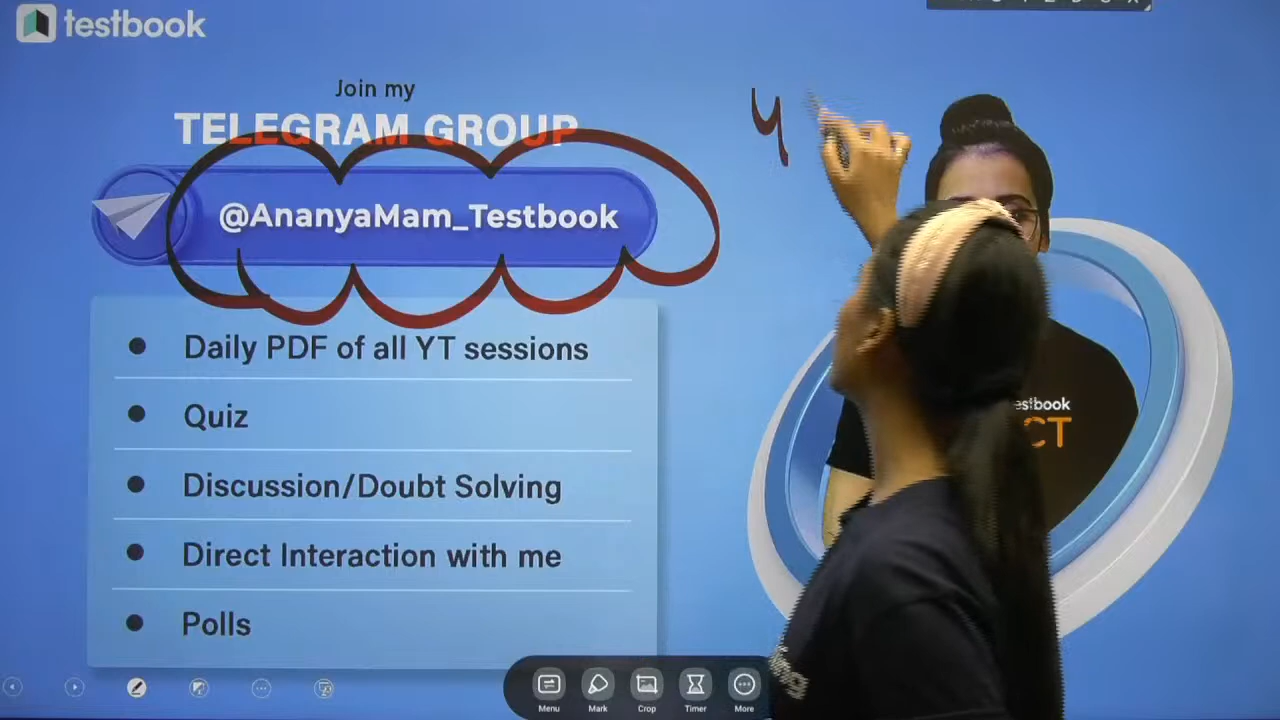 testbook
Join my
TELEGRAM GROUP
@AnanyaMam_Testbook
Daily PDF of all YT sessions
Quiz
Discussion/Doubt Solving
Direct Interaction with me
Polls
Menu
Mark
Crop
Timer
More